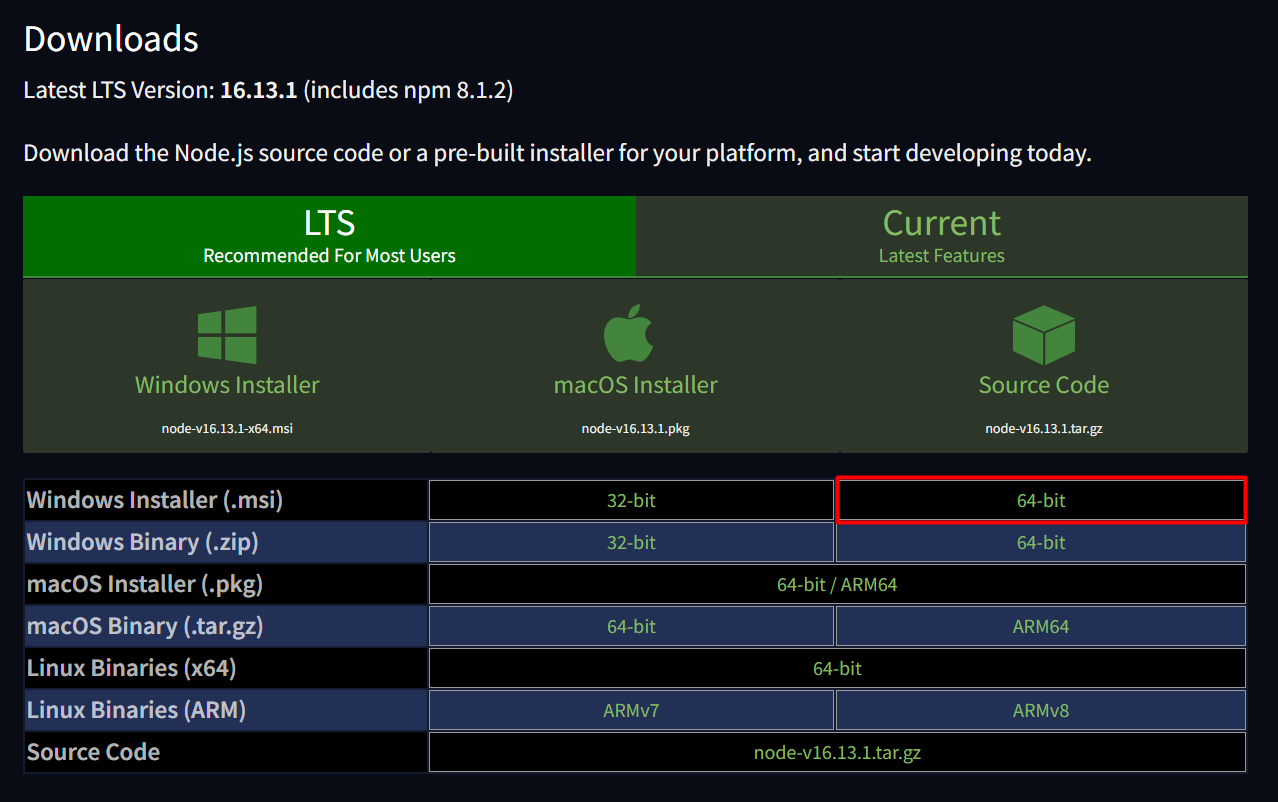 Downloads
Latest LTS Version: 16.13.1 (includes npm 8.1.2)
Download the Node.js source code or a pre-built installer for your platform, and start developing today.
LTS
Recommended For Most Users
Current
Latest Features
Windows Installer
node-v16.13.1-x64.msi
macOS Installer
node-v16.13.1.pkg
Source Code
node-v16.13.1.tar.gz
Windows Installer (.msi) 32-bit 64-bit
Windows Binary (.zip) 32-bit 64-bit
macOS Installer (.pkg) 64-bit / ARM64
macOS Binary (.tar.gz) 64-bit ARM64
Linux Binaries (x64) 64-bit
Linux Binaries (ARM) ARMv7 ARMv8
Source Code node-v16.13.1.tar.gz